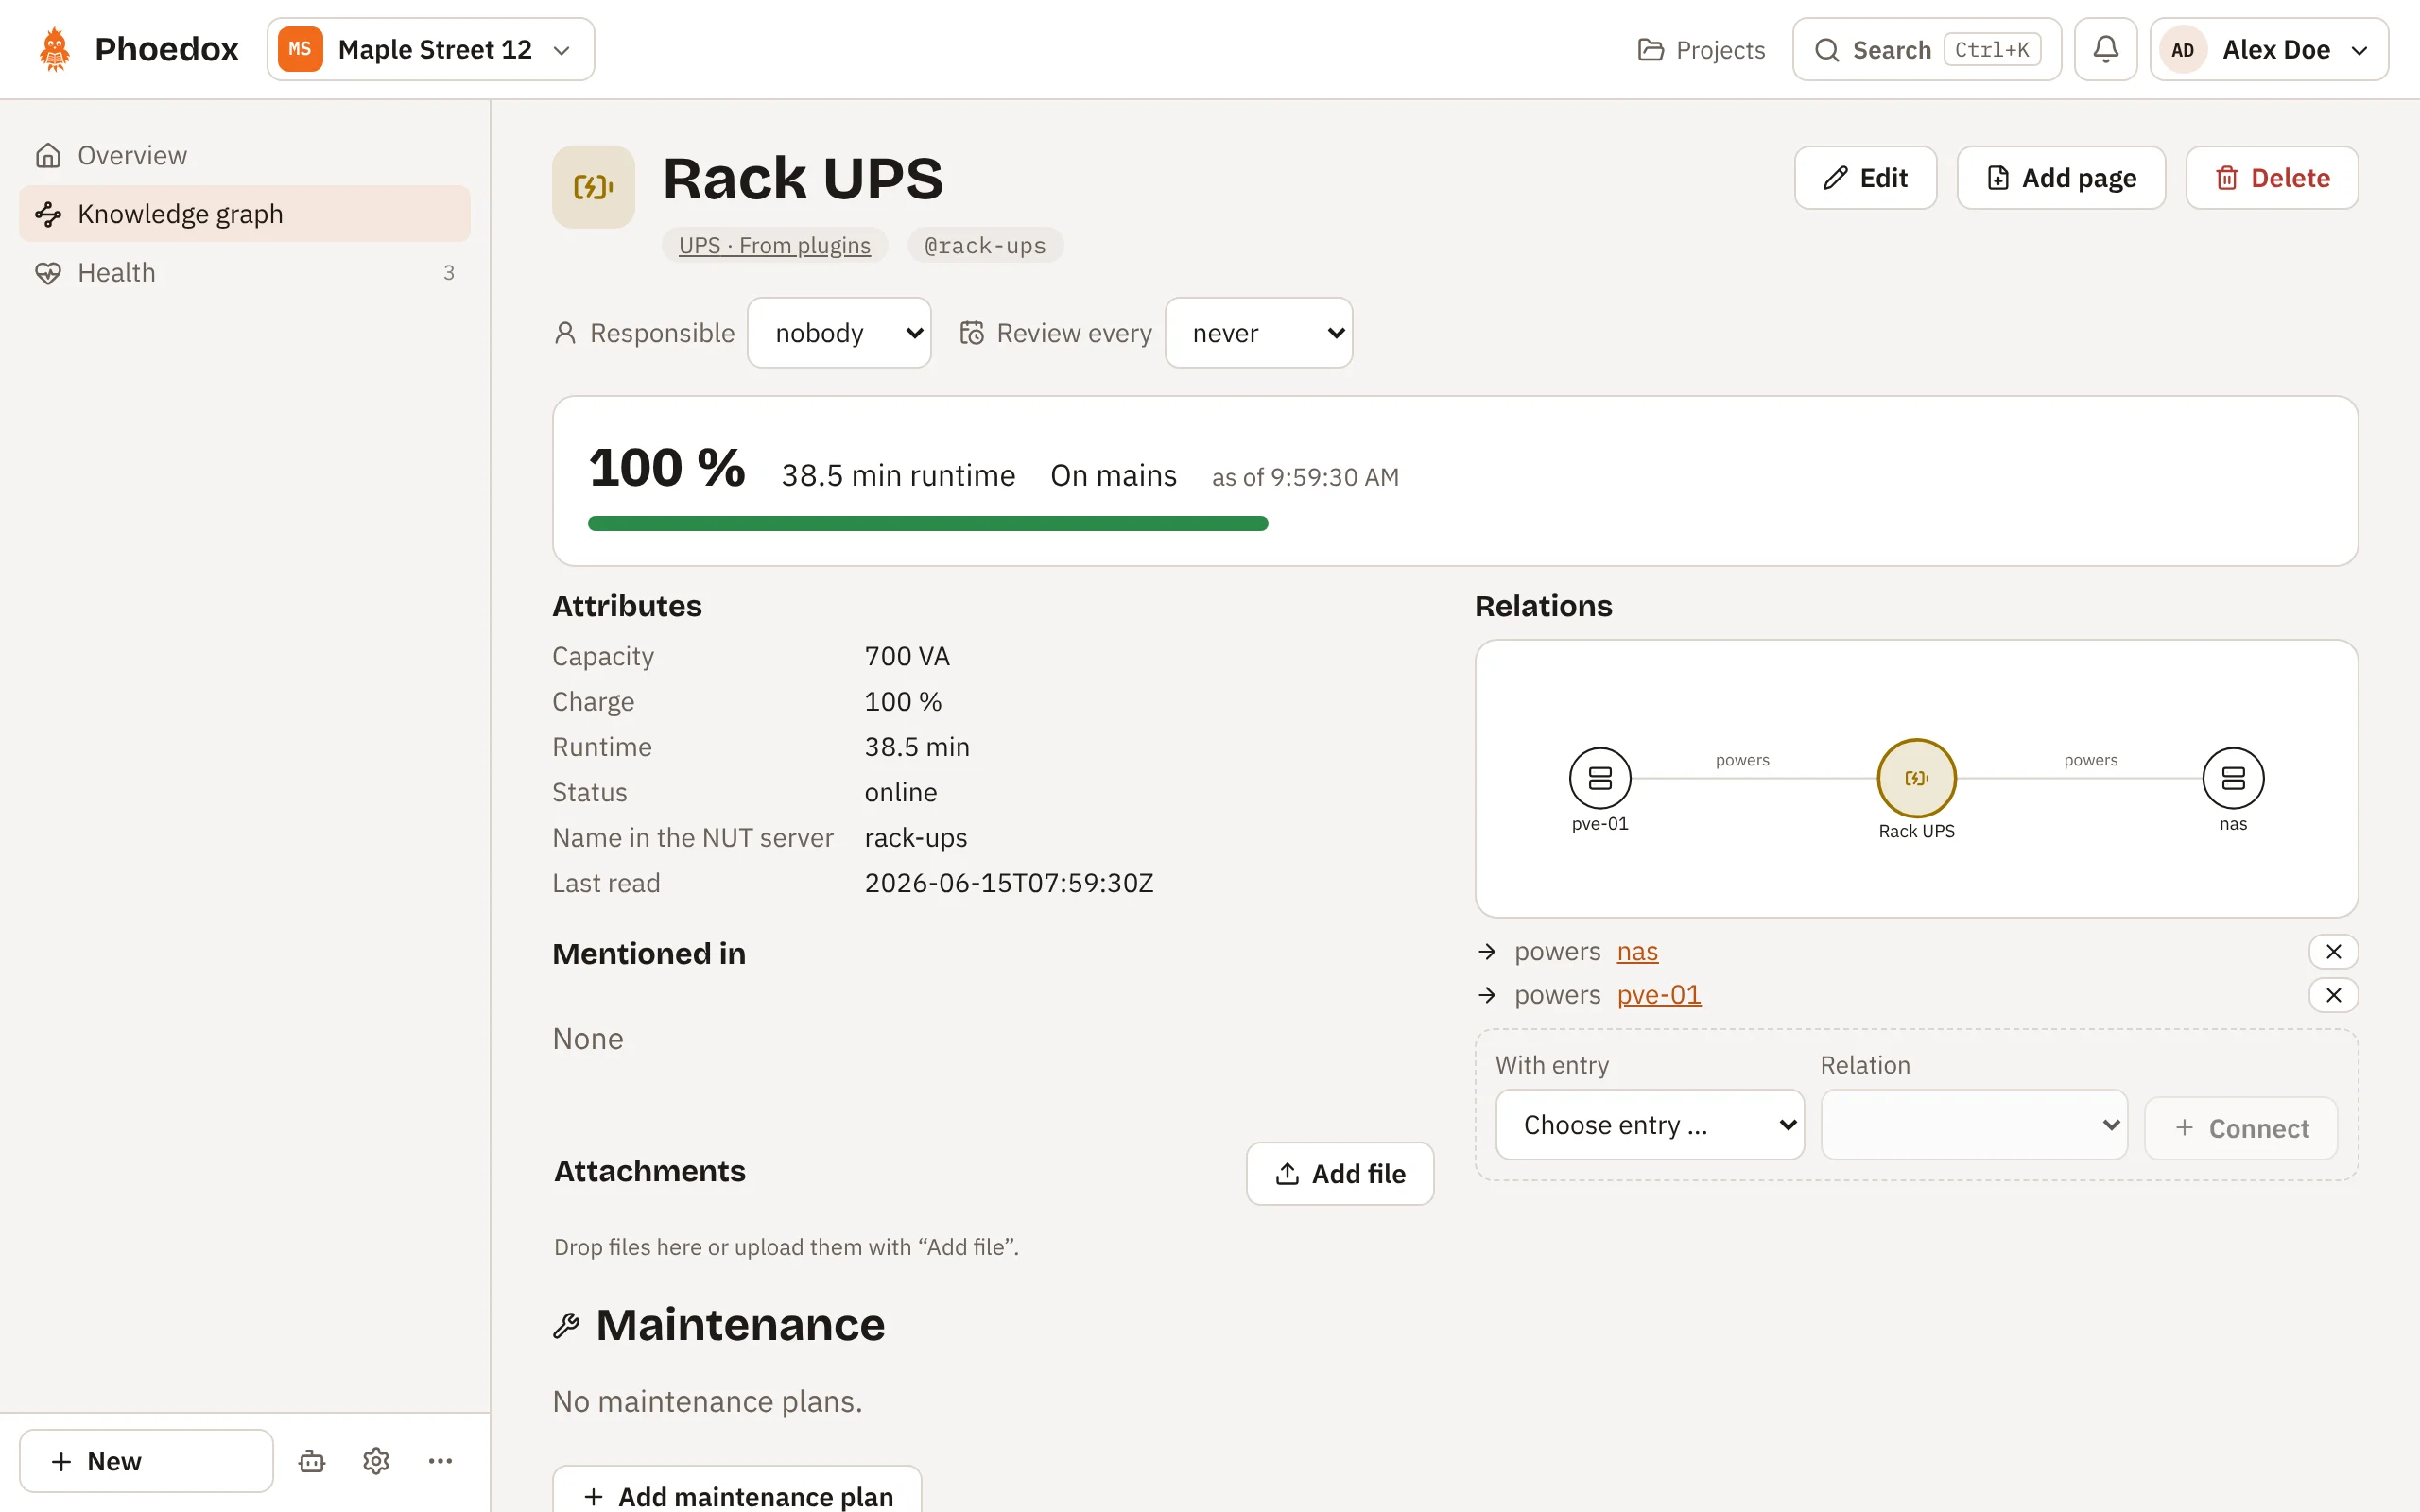 Phoedox
MS Maple Street 12
Projects
Search Ctrl+K
AD Alex Doe
Overview
Knowledge graph
Health 3
Rack UPS
Edit
Add page
Delete
UPS · From plugins @rack-ups
Responsible nobody Review every never
100 % 38.5 min runtime On mains as of 9:59:30 AM
Attributes
Capacity 700 VA
Charge 100 %
Runtime 38.5 min
Status online
Name in the NUT server rack-ups
Last read 2026-06-15T07:59:30Z
Mentioned in
None
Attachments
Add file
Drop files here or upload them with “Add file”.
Maintenance
No maintenance plans.
+ Add maintenance plan
Relations
powers powers
pve-01 Rack UPS nas
→ powers nas
→ powers pve-01
With entry Relation
Choose entry ...
+ Connect
+ New